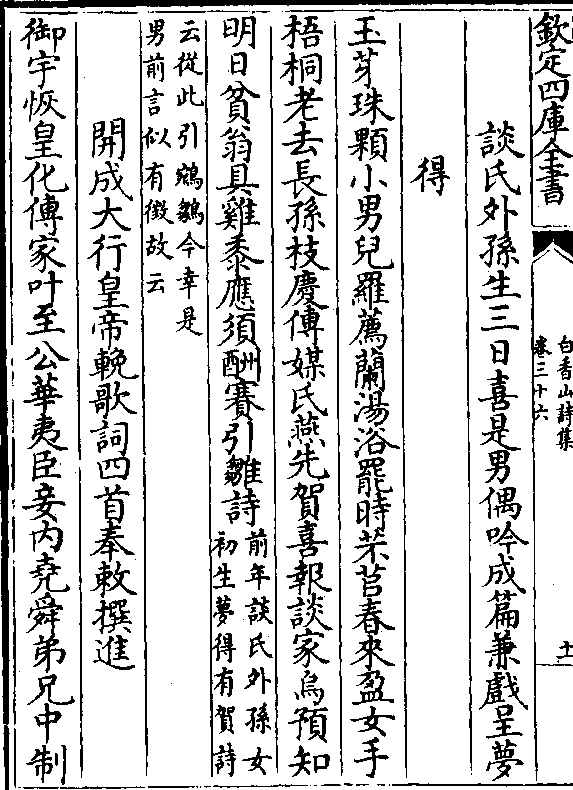 欽定四庫全書
白香山詩集
卷三十六
十一
談氏外孫生三日喜是男偶吟成篇兼戲呈夢
得
玉芽珠顆小男兒羅薦蘭湯浴罷時芣苢春來盈女手
梧桐老去長孫枝慶傳媒氏燕先賀喜報談家烏預知
明日貧翁具雞黍應須酬賽引雛詩
前年談氏外孫女
初生夢得有賀詩
云從此引鵷鶵今幸是
男前言似有徴故云
開成大行皇帝輓歌詞四首奉敕撰進
御宇恢皇化傳家叶至公華夷臣妾内堯舜弟兄中制